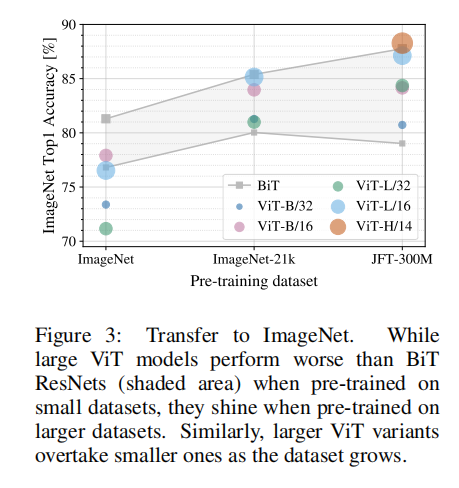 90
85
80
75
70
ImageNet Top1 Accuracy [%]
BiT
ViT-B/32
ViT-B/16
ViT-L/32
ViT-L/16
ViT-H/14
ImageNet
ImageNet-21k
JFT-300M
Pre-training dataset
Figure 3: Transfer to ImageNet. While
large ViT models perform worse than BiT
ResNets (shaded area) when pre-trained on
small datasets, they shine when pre-trained on
larger datasets. Similarly, larger ViT variants
overtake smaller ones as the dataset grows.